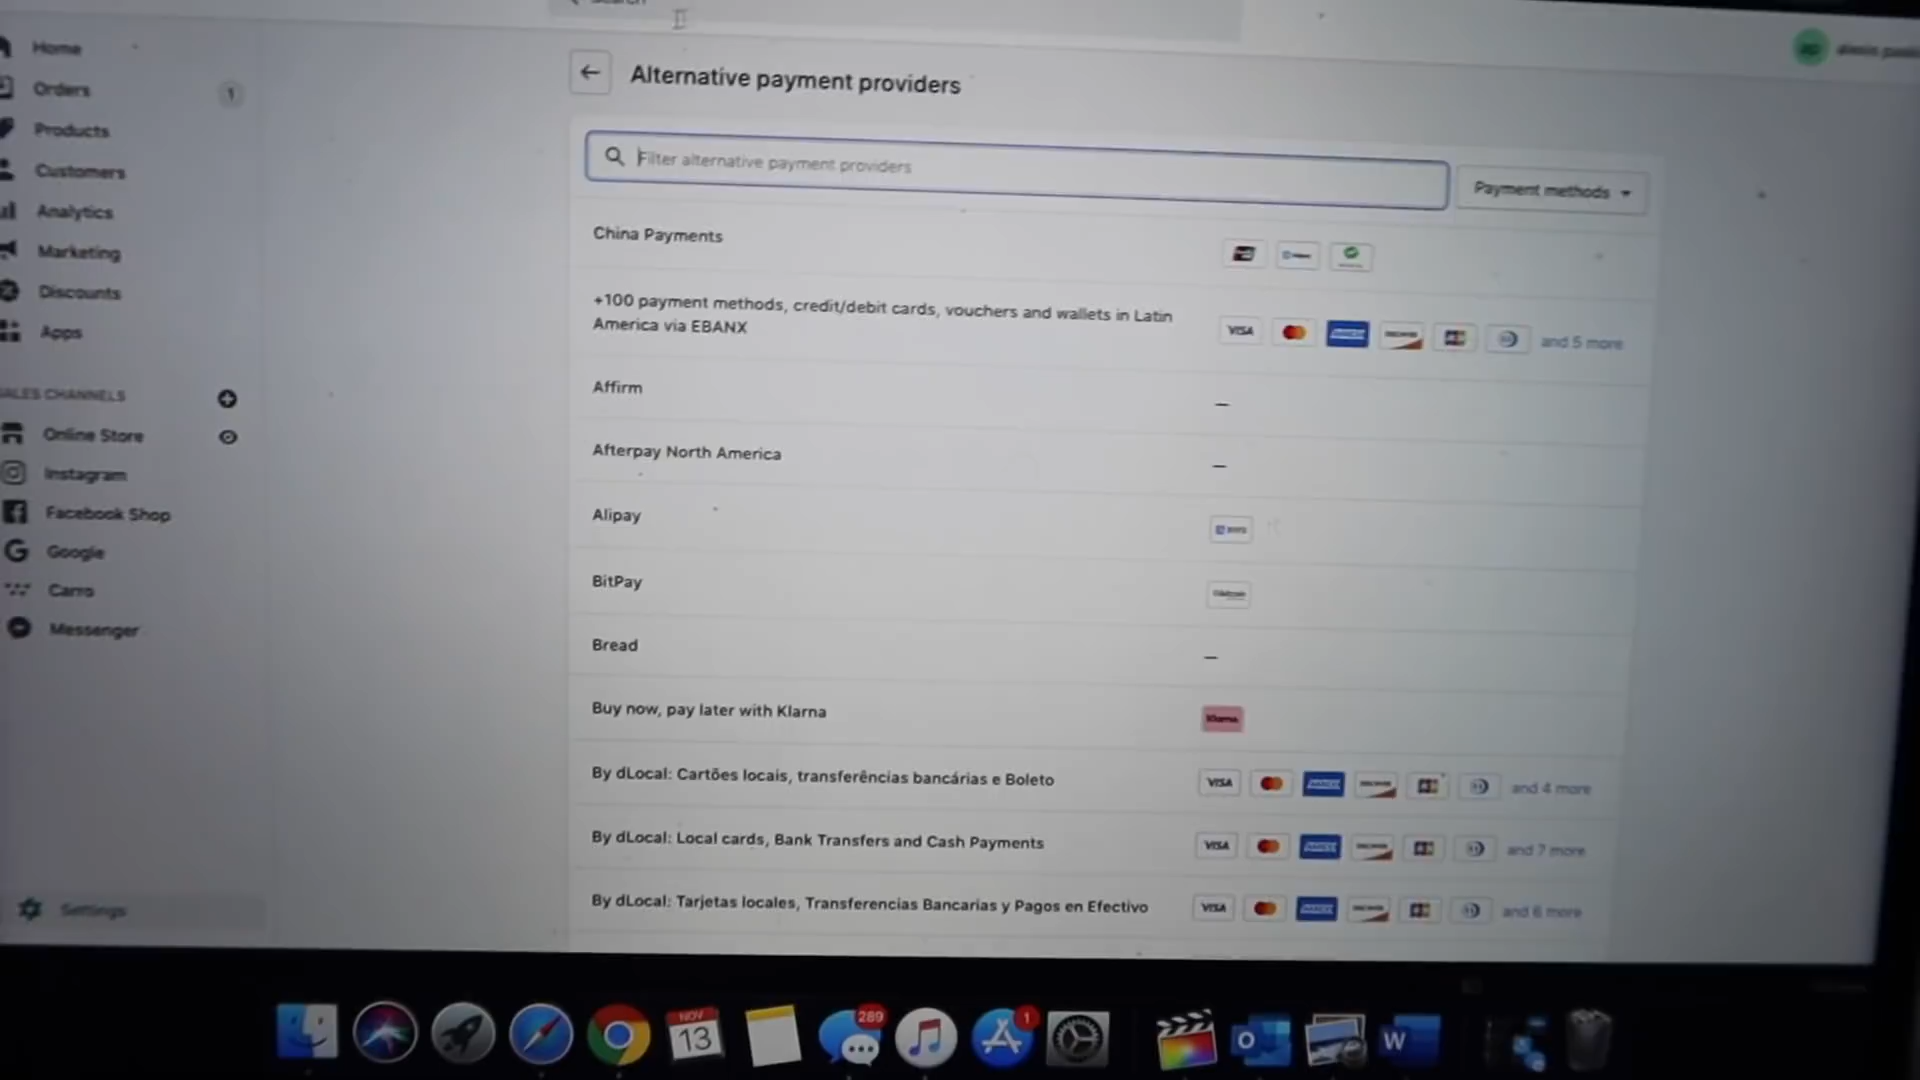 Home
Orders
1
Products
Customers
Analytics
Marketing
Discounts
Apps
SALES CHANNELS
Online Store
Instagram
Facebook Shop
Google
Carro
Messenger
Settings
Alternative payment providers
Filter alternative payment providers
Payment methods
China Payments
+100 payment methods, credit/debit cards, vouchers and wallets in Latin
America via EBANX
VISA
and 5 more
Affirm
Afterpay North America
Alipay
BitPay
Bread
Buy now, pay later with Klarna
Klarna
By dLocal: Cartões locais, transferências bancárias e Boleto
VISA
and 4 more
By dLocal: Local cards, Bank Transfers and Cash Payments
VISA
and 7 more
By dLocal: Tarjetas locales, Transferencias Bancarias y Pagos en Efectivo
VISA
and 6 more
NOV
13
289
1
O
W